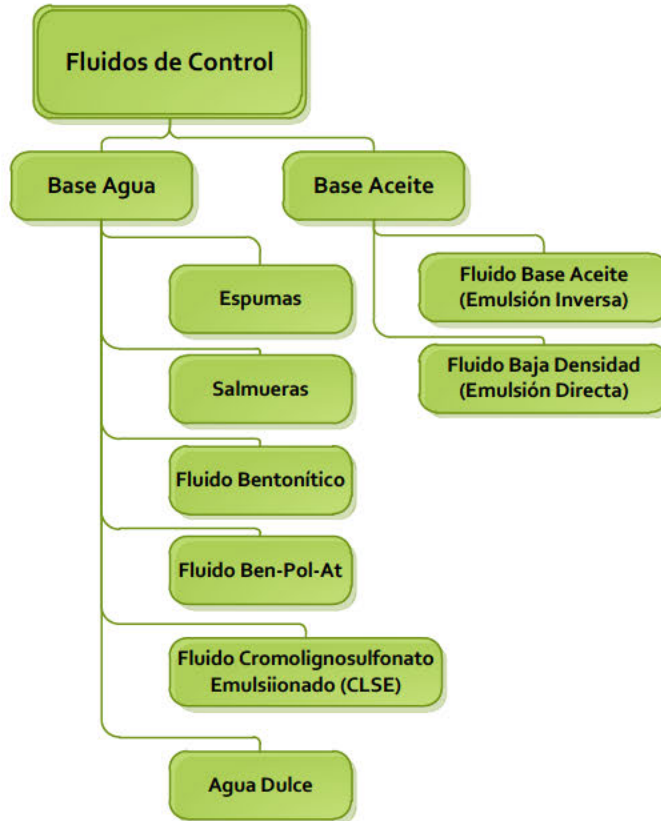 Fluidos de Control
Base Agua
Base Aceite
Espumas
Salmueras
Fluido Bentonítico
Fluido Ben-Pol-At
Fluido Cromolignosulfonato
Emulsiionado (CLSE)
Agua Dulce
Fluido Base Aceite
(Emulsión Inversa)
Fluido Baja Densidad
(Emulsión Directa)